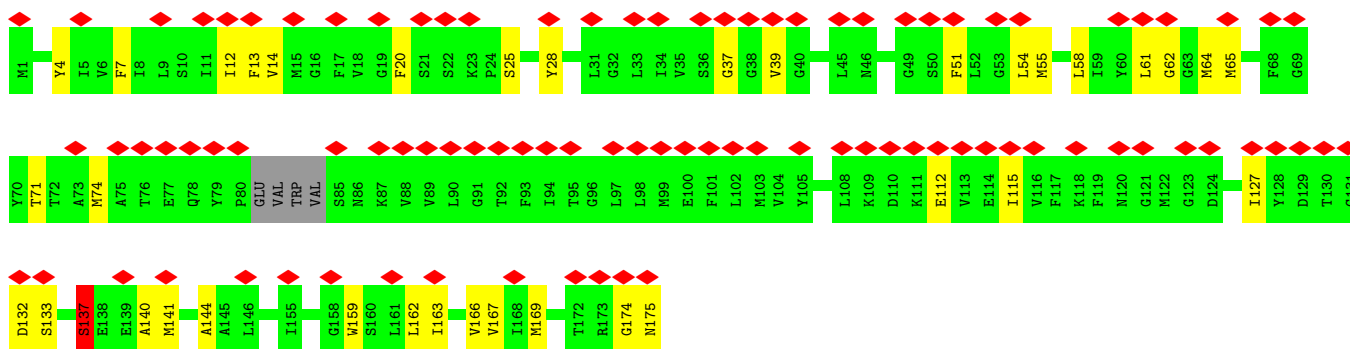 M1 Y4 I5 V6 F7 I8 L9 S10 I11 I12 F13 V14 M15 G16 F17 V18 G19 F20 S21 S22 K23 P24 S25 Y28 L31 G32 L33 I34 V35 S36 G37 G38 V39 G40 L45 N46 G49 S50 F51 L52 G53 L54 M55 L58 I59 Y60 L61 G62 G63 M64 M65 F68 G69
Y70 T71 T72 A73 M74 A75 T76 E77 Q78 Y79 P80 GLU VAL TRP VAL S85 N86 K87 V88 V89 L90 G91 T92 F93 I94 T95 G96 L97 L98 M99 E100 F101 L102 M103 V104 Y105 L108 K109 D110 K111 E112 V113 E114 I115 V116 F117 K118 F119 N120 G121 M122 G123 D124 I127 Y128 D129 T130
D132 S133 S137 E138 E139 A140 M141 A144 A145 L146 I155 G158 W159 S160 L161 L162 I163 V166 V167 I168 M169 T172 R173 G174 N175